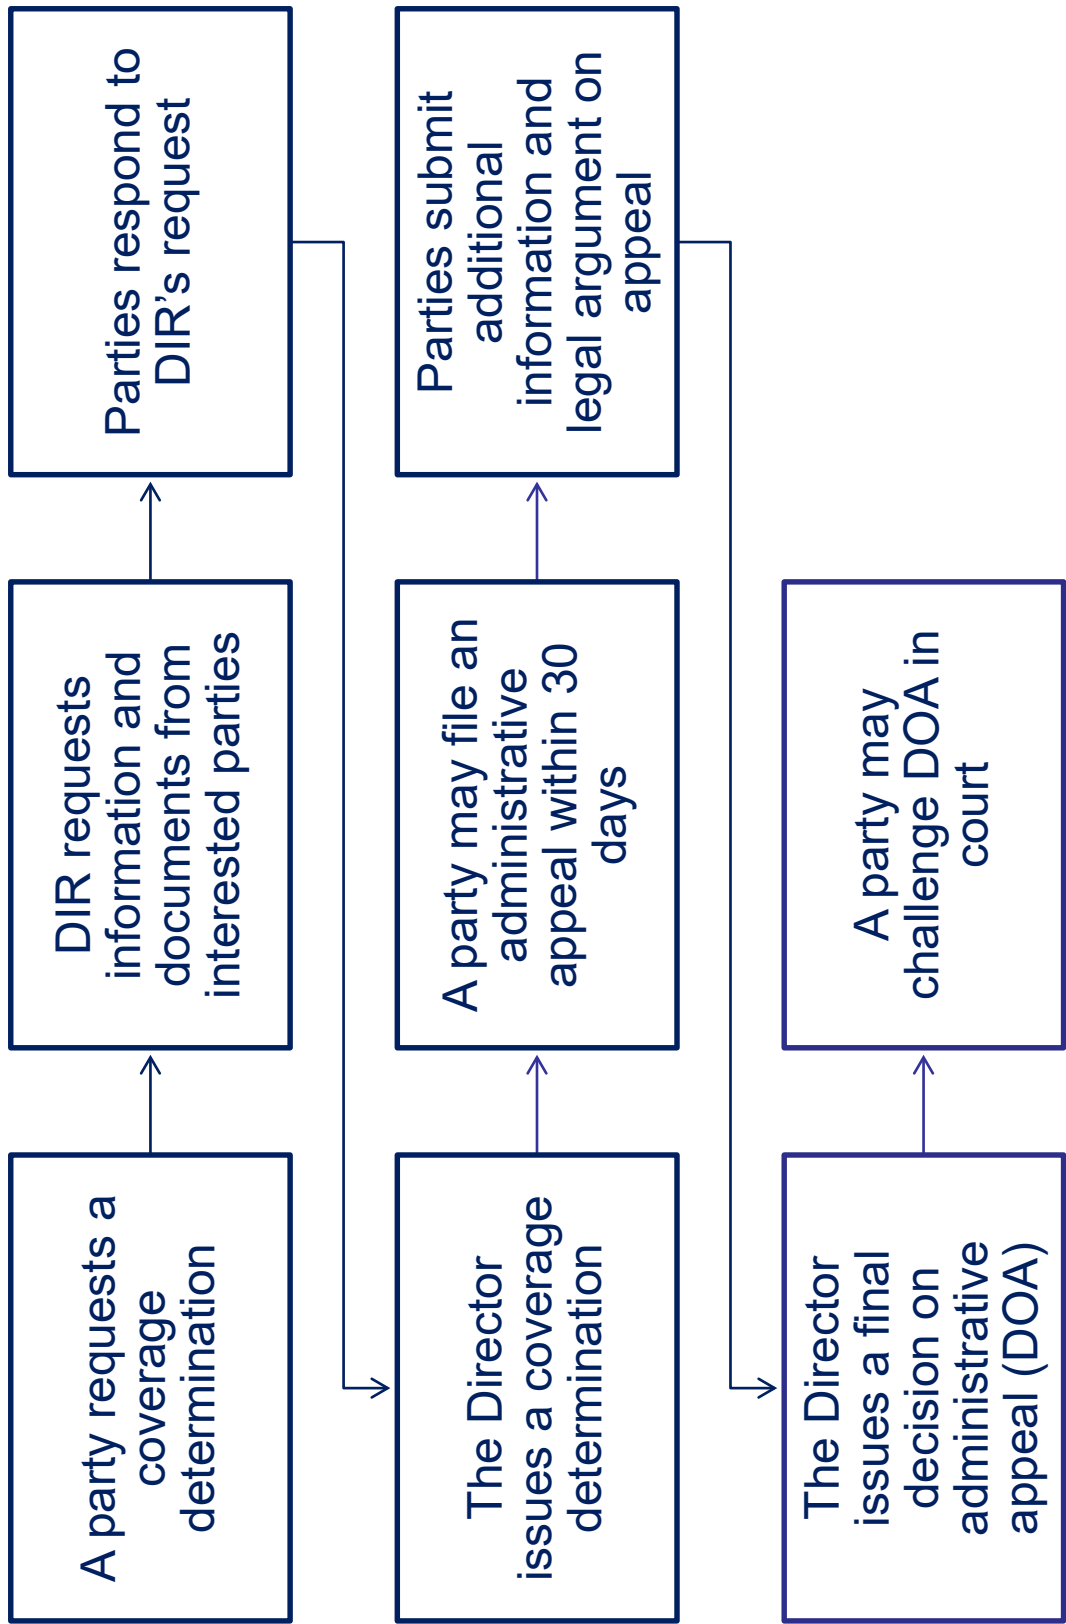 A party requests a
coverage
determination
DIR requests
information and
documents from
interested parties
Parties respond to
DIR’s request
The Director
issues a coverage
determination
A party may file an
administrative
appeal within 30
days
Parties submit
additional
information and
legal argument on
appeal
The Director
issues a final
decision on
administrative
appeal (DOA)
A party may
challenge DOA in
court